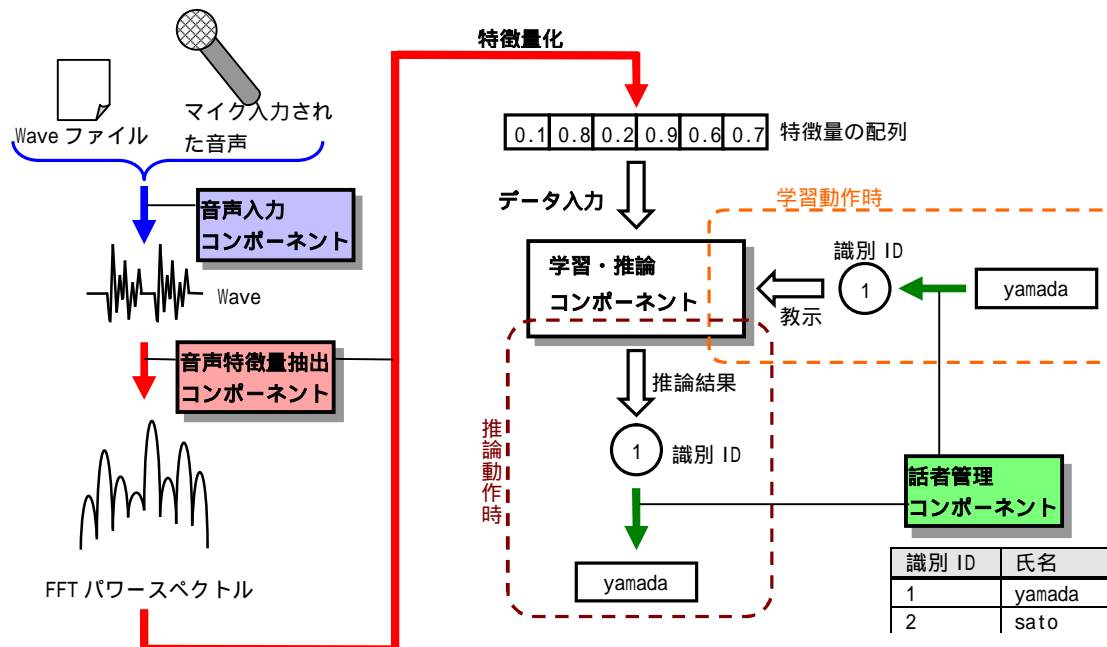 特徴量化
Wave ファイル
マイク入力され
た音声
0.1 0.8 0.2 0.9 0.6 0.7
特徴量の配列
データ入力
学習動作時
音声入力
コンポーネント
Wave
学習・推論
コンポーネント
識別 ID
1
yamada
教示
音声特徴量抽出
コンポーネント
推論結果
推論動作時
1
識別 ID
話者管理
コンポーネント
FFT パワースペクトル
yamada
識別 ID 氏名
1 yamada
2 sato